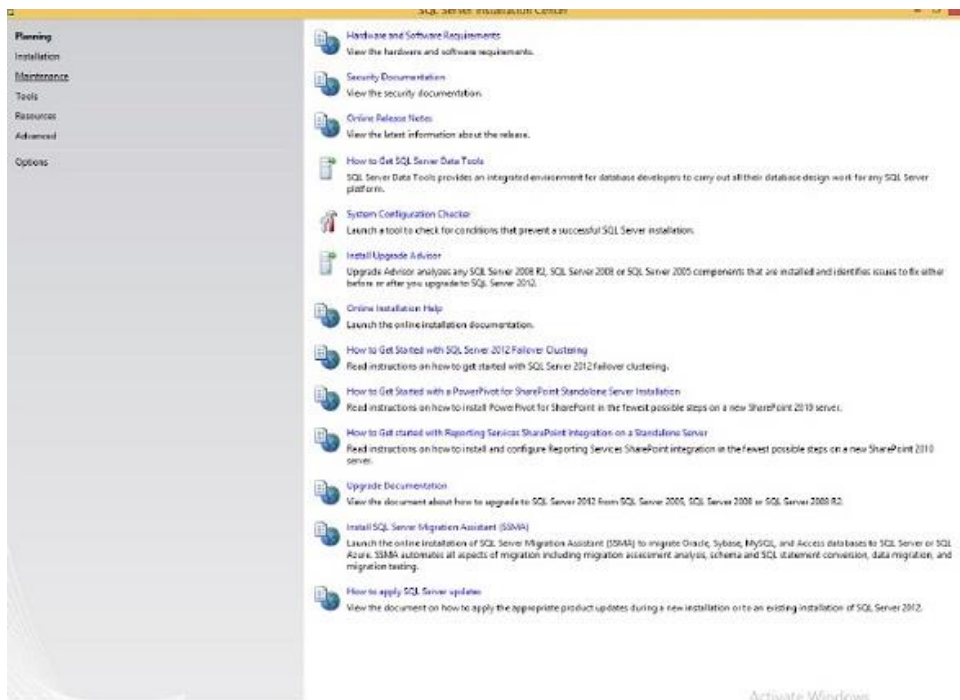 SQL Server Installation Center
Planning
Installation
Maintenance
Tools
Resources
Advanced
Options
Hardware and Software Requirements
View the hardware and software requirements.
Security Documentation
View the security documentation.
Online Release Notes
View the latest information about the release.
How to Get SQL Server Data Tools
SQL Server Data Tools provides an integrated environment for database developers to carry out all their database design work for any SQL Server
platform.
System Configuration Checker
Launch a tool to check for conditions that prevent a successful SQL Server installation.
Install Upgrade Advisor
Upgrade Advisor analyzes any SQL Server 2008 R2, SQL Server 2008 or SQL Server 2005 components that are installed and identifies issues to fix either
before or after you upgrade to SQL Server 2012.
Online Installation Help
Launch the online installation documentation.
How to Get Started with SQL Server 2012 Failover Clustering
Read instructions on how to get started with SQL Server 2012 failover clustering.
How to Get Started with a PowerPivot for SharePoint Standalone Server Installation
Read instructions on how to install PowerPivot for SharePoint in the fewest possible steps on a new SharePoint 2010 server.
How to Get started with Reporting Services SharePoint integration on a Standalone Server
Read instructions on how to install and configure Reporting Services SharePoint integration in the fewest possible steps on a new SharePoint 2010
server.
Upgrade Documentation
View the document about how to upgrade to SQL Server 2012 from SQL Server 2005, SQL Server 2008 or SQL Server 2008 R2.
Install SQL Server Migration Assistant (SSMA)
Launch the online installation of SQL Server Migration Assistant (SSMA) to migrate Oracle, Sybase, MySQL, and Access databases to SQL Server or SQL
Azure. SSMA automates all aspects of migration including migration assessment analysis, schema and SQL statement conversion, data migration, and
migration testing.
How to apply SQL Server updates
View the document on how to apply the appropriate product updates during a new installation or to an existing installation of SQL Server 2012.
Activate Windows